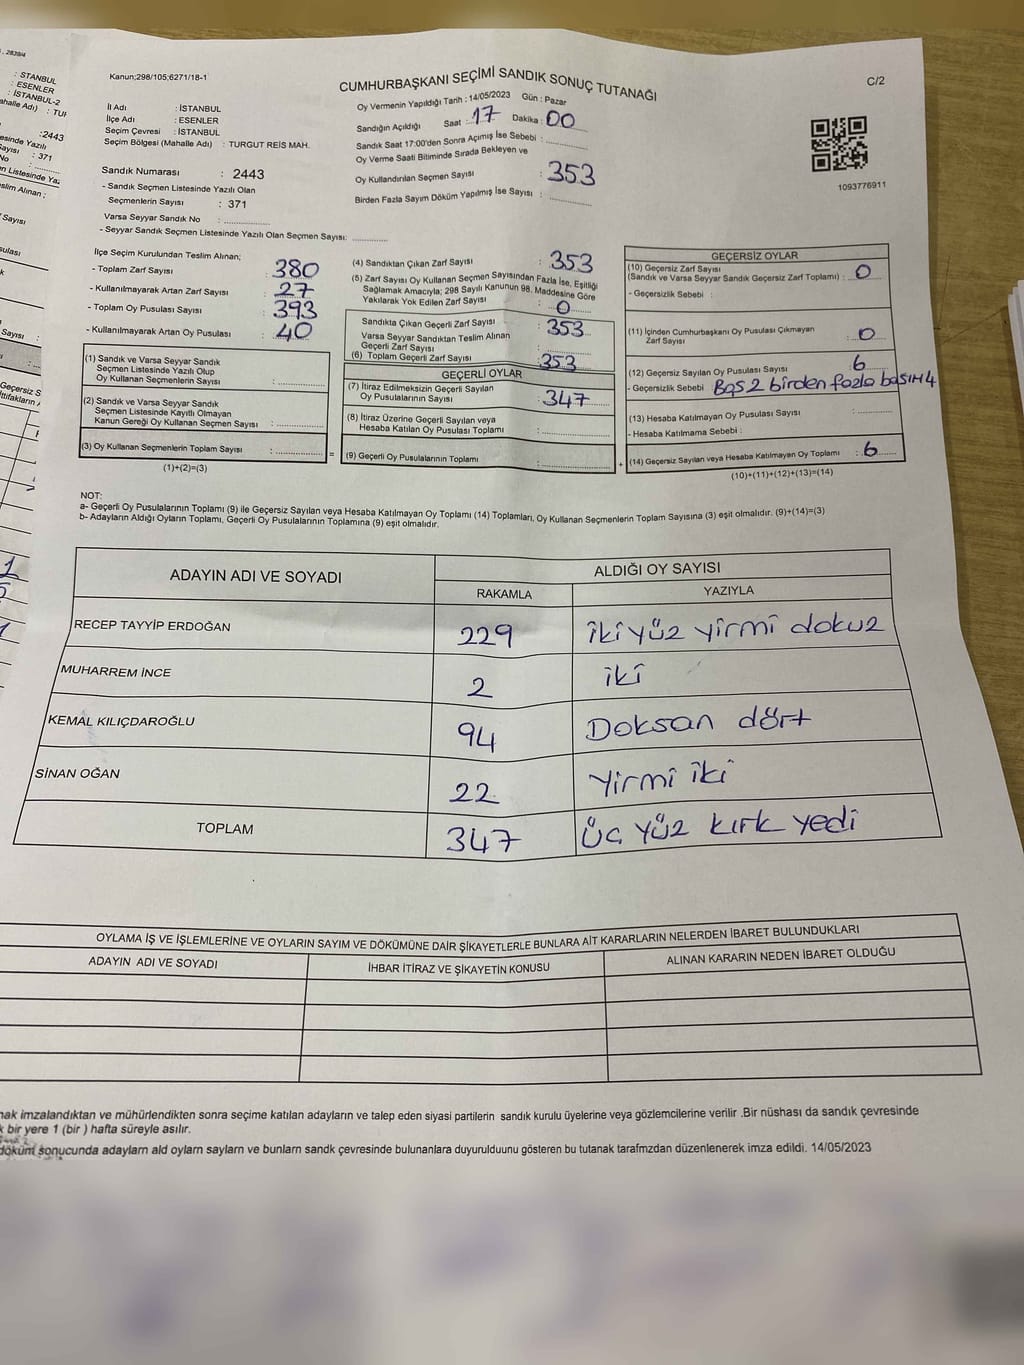 . 2839/4
: STANBUL
: ESENLER
: İSTANBUL-2
:2443
: 371
Kanun;298/105;6271/18-1
CUMHURBAŞKANI SEÇİMİ SANDIK SONUÇ TUTANAĞI
C/2
İl Adı : İSTANBUL
İlçe Adı : ESENLER
Seçim Çevresi : İSTANBUL
Seçim Bölgesi (Mahalle Adı) : TURGUT REİS MAH.
Sandık Numarası : 2443
- Sandık Seçmen Listesinde Yazılı Olan
Seçmenlerin Sayısı : 371
Varsa Seyyar Sandık No :
- Seyyar Sandık Seçmen Listesinde Yazılı Olan Seçmen Sayısı:
Oy Vermenin Yapıldığı Tarih : 14/05/2023 Gün : Pazar
Sandığın Açıldığı Saat : 17 Dakika : 00
Sandık Saat 17:00'den Sonra Açımış İse Sebebi :
Oy Verme Saati Bitiminde Sırada Bekleyen ve
Oy Kullandırılan Seçmen Sayısı : 353
Birden Fazla Sayım Döküm Yapılmış İse Sayısı :
1093776911
İlçe Seçim Kurulundan Teslim Alınan;
- Toplam Zarf Sayısı : 380
- Kullanılmayarak Artan Zarf Sayısı : 27
- Toplam Oy Pusulası Sayısı : 393
- Kullanılmayarak Artan Oy Pusulası : 40
(1) Sandık ve Varsa Seyyar Sandık
Seçmen Listesinde Yazılı Olup
Oy Kullanan Seçmenlerin Sayısı :
(2) Sandık ve Varsa Seyyar Sandık
Seçmen Listesinde Kayıtlı Olmayan
Kanun Gereği Oy Kullanan Seçmen Sayısı :
(3) Oy Kullanan Seçmenlerin Toplam Sayısı : =
(1)+(2)=(3)
(4) Sandıktan Çıkan Zarf Sayısı : 353
(5) Zarf Sayısı Oy Kullanan Seçmen Sayısından Fazla İse, Eşitliği
Sağlamak Amacıyla; 298 Sayılı Kanunun 98. Maddesine Göre
Yakılarak Yok Edilen Zarf Sayısı : 0
Sandıkta Çıkan Geçerli Zarf Sayısı : 353
Varsa Seyyar Sandıktan Teslim Alınan
Geçerli Zarf Sayısı :
(6) Toplam Geçerli Zarf Sayısı : 353
GEÇERLİ OYLAR
(7) İtiraz Edilmeksizin Geçerli Sayılan
Oy Pusulalarının Sayısı : 347
(8) İtiraz Üzerine Geçerli Sayılan veya
Hesaba Katılan Oy Pusulası Toplamı :
(9) Geçerli Oy Pusulalarının Toplamı : +
GEÇERSİZ OYLAR
(10) Geçersiz Zarf Sayısı
(Sandık ve Varsa Seyyar Sandık Geçersiz Zarf Toplamı) : 0
- Geçersizlik Sebebi :
(11) İçinden Cumhurbaşkanı Oy Pusulası Çıkmayan
Zarf Sayısı : 0
(12) Geçersiz Sayılan Oy Pusulası Sayısı : 6
- Geçersizlik Sebebi
(13) Hesaba Katılmayan Oy Pusulası Sayısı :
- Hesaba Katılmama Sebebi :
(14) Geçersiz Sayılan veya Hesaba Katılmayan Oy Toplamı : 6
(10)+(11)+(12)+(13)=(14)
NOT:
a- Geçerli Oy Pusulalarının Toplamı (9) ile Geçersiz Sayılan veya Hesaba Katılmayan Oy Toplamı (14) Toplamları, Oy Kullanan Seçmenlerin Toplam Sayısına (3) eşit olmalıdır. (9)+(14)=(3)
b- Adayların Aldığı Oyların Toplamı, Geçerli Oy Pusulalarının Toplamına (9) eşit olmalıdır.
ADAYIN ADI VE SOYADI ALDIĞI OY SAYISI
RAKAMLA YAZIYLA
RECEP TAYYİP ERDOĞAN 229 iki yüz yirmi dokuz
MUHARREM İNCE 2 iki
KEMAL KILIÇDAROĞLU 94 Doksan dört
SİNAN OĞAN 22 Yirmi iki
TOPLAM 347 Üç yüz kırk yedi
OYLAMA İŞ VE İŞLEMLERİNE VE OYLARIN SAYIM VE DÖKÜMÜNE DAİR ŞİKAYETLERLE BUNLARA AİT KARARLARIN NELERDEN İBARET BULUNDUKLARI
ADAYIN ADI VE SOYADI İHBAR İTİRAZ VE ŞİKAYETİN KONUSU ALINAN KARARIN NEDEN İBARET OLDUĞU
nak imzalandıktan ve mühürlendikten sonra seçime katılan adayların ve talep eden siyasi partilerin sandık kurulu üyelerine veya gözlemcilerine verilir .Bir nüshası da sandık çevresinde
k bir yere 1 (bir ) hafta süreyle asılır.
döküm sonucunda adayların ald oyların saylarn ve bunlarn sandk çevresinde bulunanlara duyurulduunu gösteren bu tutanak tarafmzdan düzenlenerek imza edildi. 14/05/2023